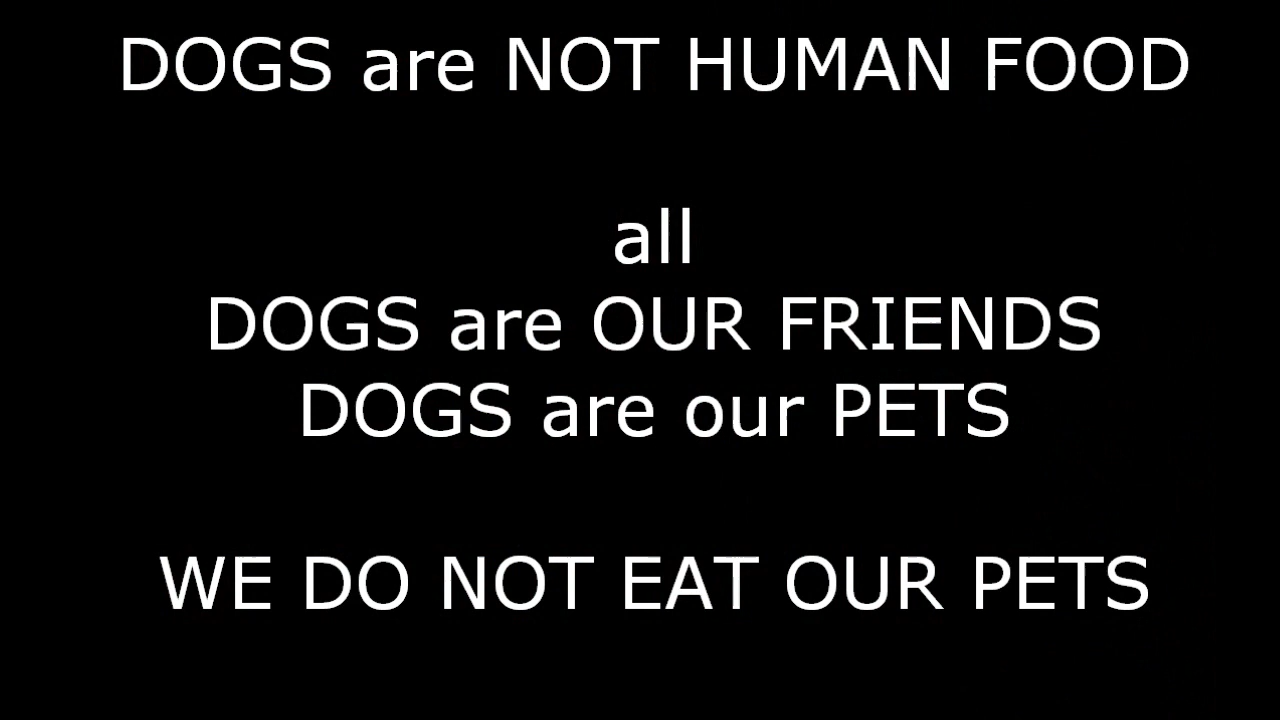 DOGS are NOT HUMAN FOOD
all
DOGS are OUR FRIENDS
DOGS are our PETS
WE DO NOT EAT OUR PETS